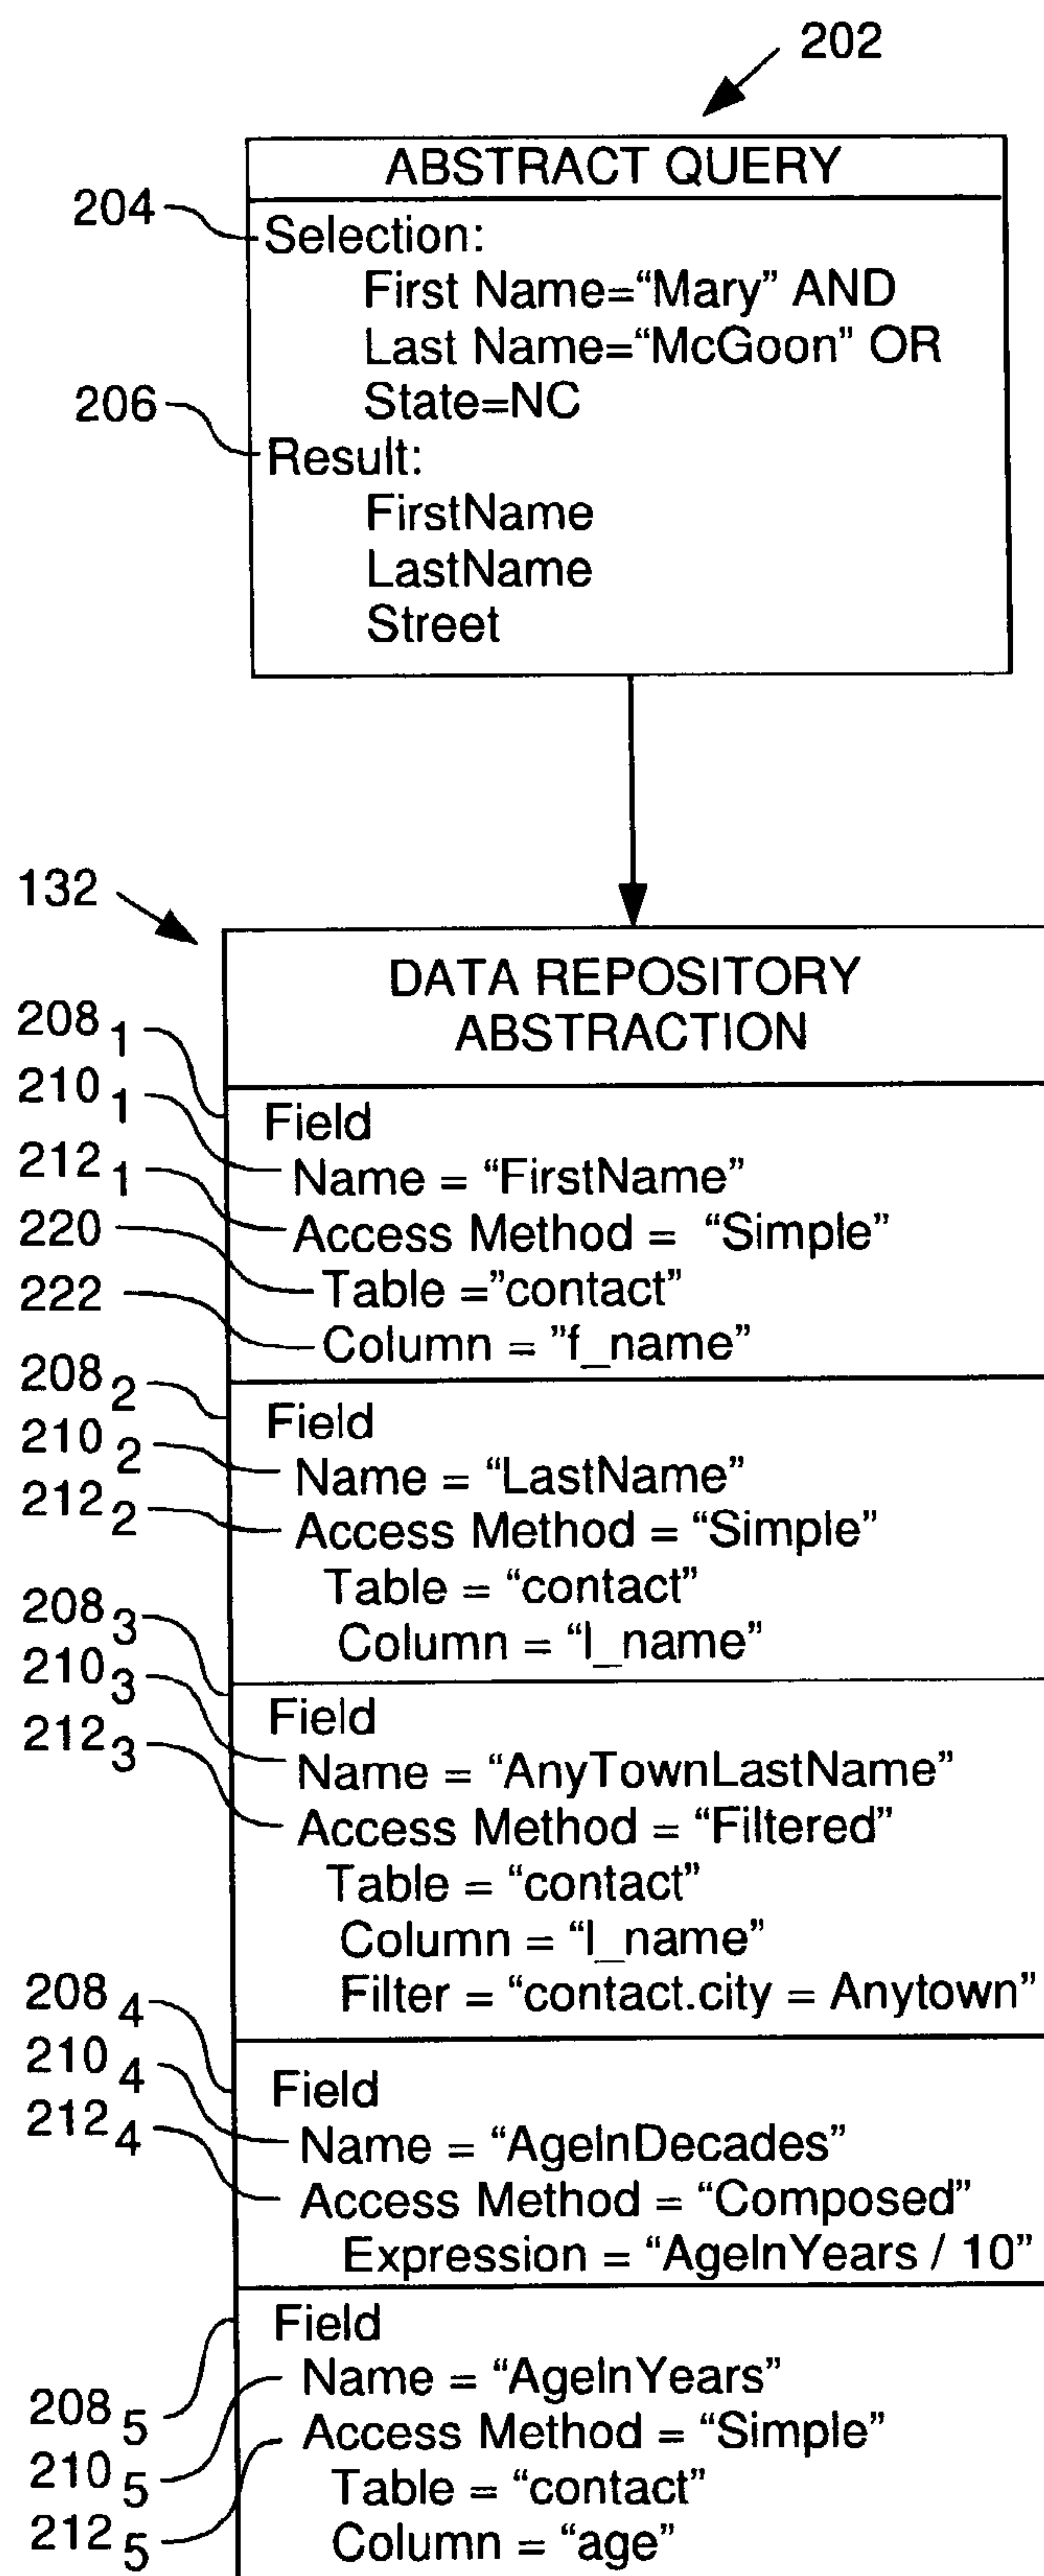 202
ABSTRACT QUERY
204
Selection:
First Name=“Mary” AND
Last Name=“McGoon” OR
206
State=NC
Result:
FirstName
LastName
Street
132
DATA REPOSITORY
ABSTRACTION
208 1
210 1
Field
212 1
Name = “FirstName”
220
Access Method = “Simple”
222
Table =”contact”
Column = ”f_name”
208 2
210 2
Field
212 2
Name = “LastName”
Access Method = “Simple”
Table = “contact”
208 3
Column = “l_name”
210 3
212 3
Field
Name = “AnyTownLastName”
Access Method = “Filtered”
Table = “contact”
Column = “l_name”
208 4
Filter = “contact.city = Anytown”
210 4
212 4
Field
Name = “AgeInDecades”
Access Method = “Composed”
Expression = “AgeInYears / 10”
Field
208 5
Name = “AgeInYears”
210 5
Access Method = “Simple”
212 5
Table = “contact”
Column = “age”